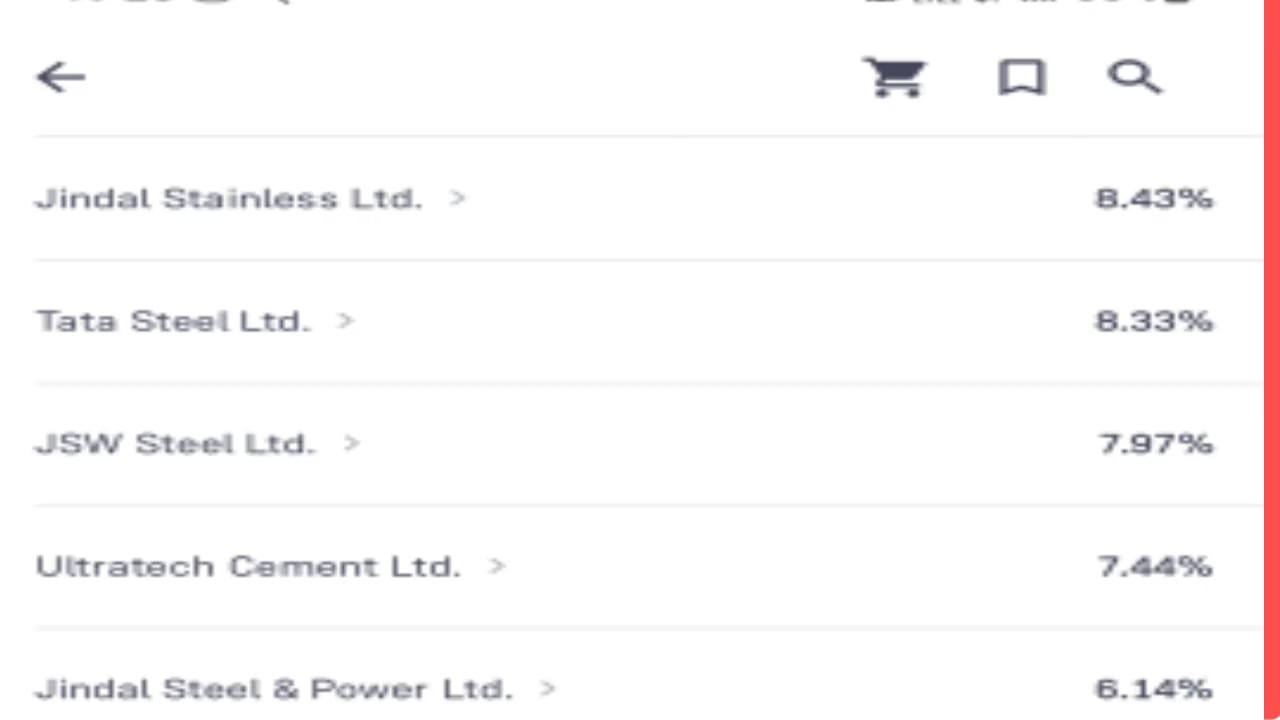 Jindal Stainless Ltd. > 8.43%
Tata Steel Ltd. > 8.33%
JSW Steel Ltd. > 7.97%
Ultratech Cement Ltd. > 7.44%
Jindal Steel & Power Ltd. > 6.14%